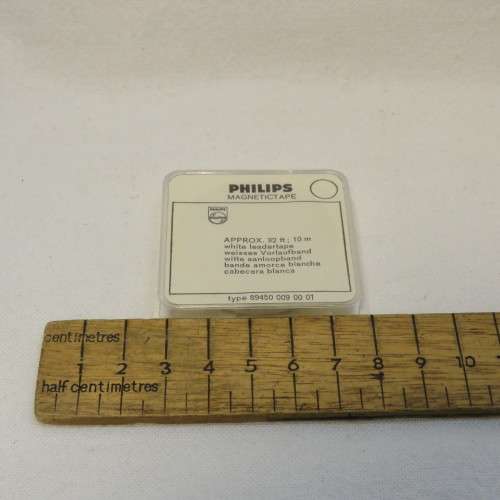 PHILIPS
MAGNETICTAPE
PHILIPS
APPROX. 32 ft ; 10 m
white leadertape
weisses Vorlaufband
witte aanloopband
bande amorce blanche
cabecera blanca
type 89450 009 00 01
centimetres
1 2 3 4 5 6 7 8 9 10
half centimetres